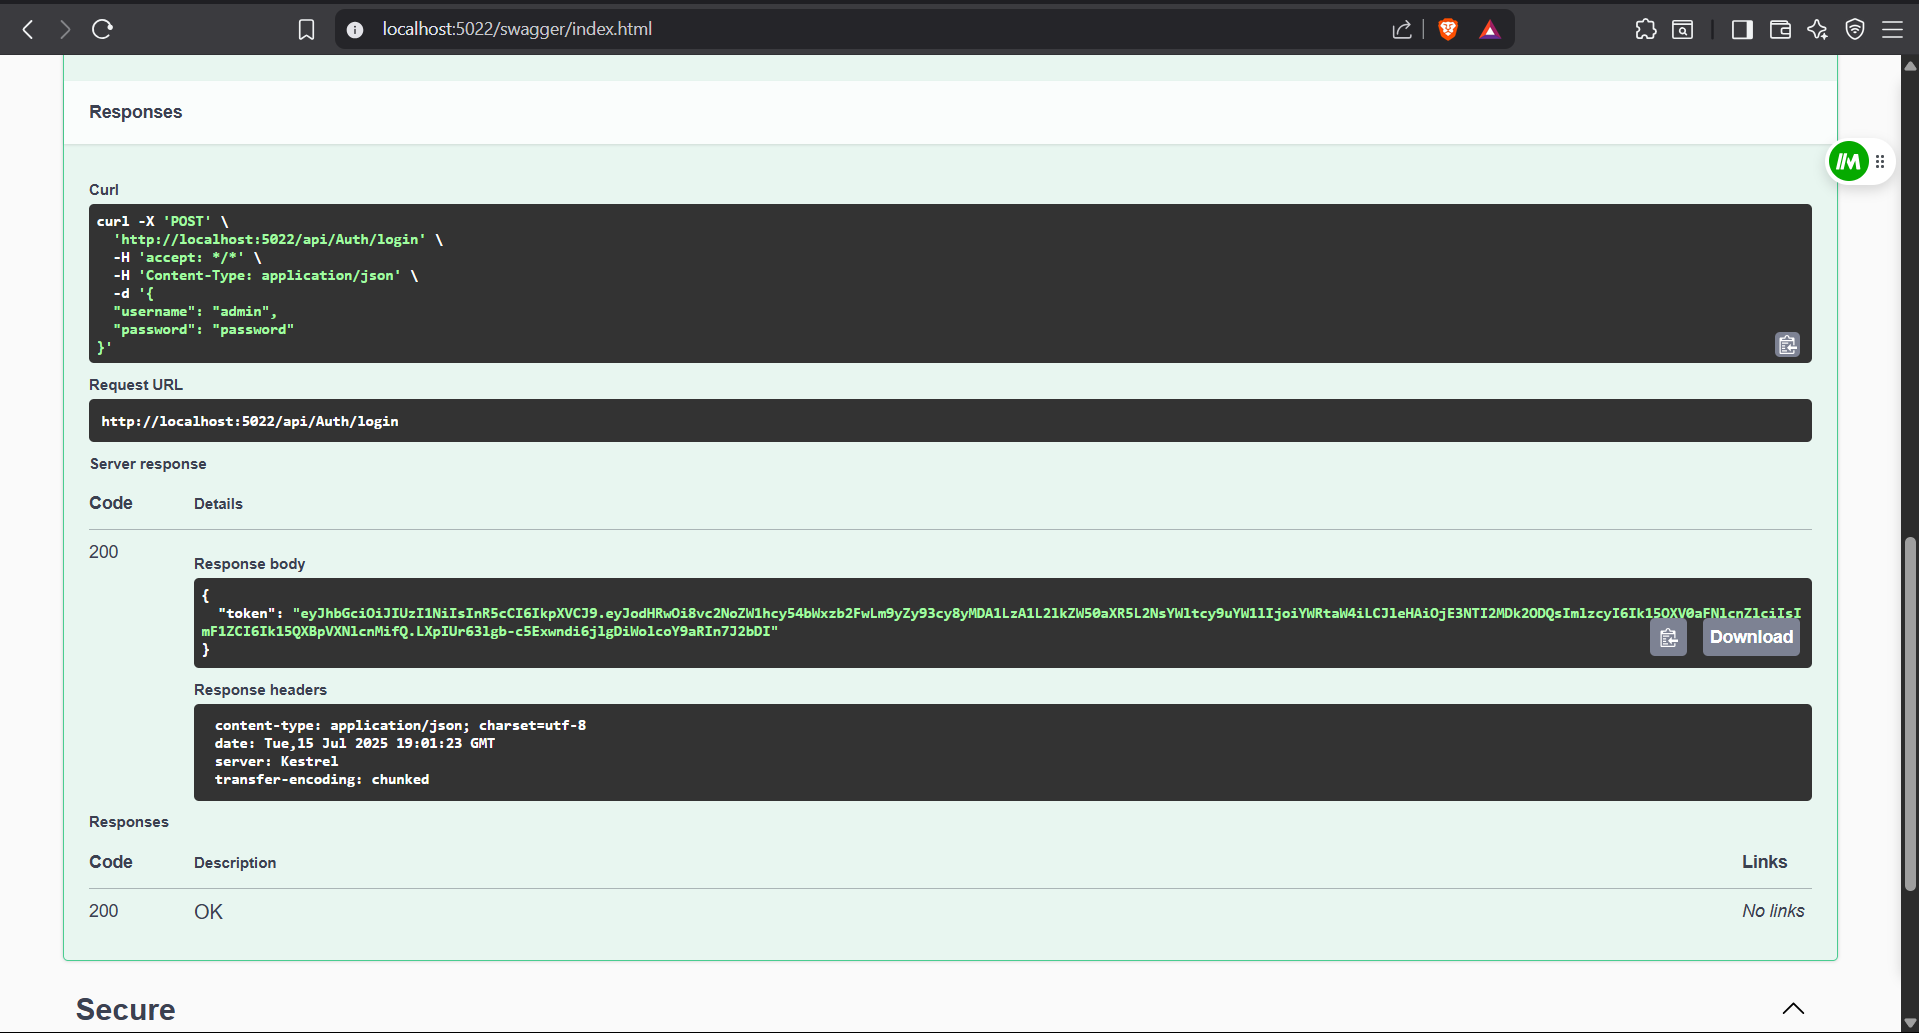 localhost:5022/swagger/index.html
Responses
Curl
curl -X 'POST' \
'http://localhost:5022/api/Auth/login' \
-H 'accept: */*' \
-H 'Content-Type: application/json' \
-d '{
"username": "admin",
"password": "password"
}'
Request URL
http://localhost:5022/api/Auth/login
Server response
Code Details
200
Response body
{
"token": "eyJhbGciOiJIUzI1NiIsInR5cCI6IkpXVCJ9.eyJodHRwOi8vc2NoZW1hcy54bWxzb2FwLm9yZy93cy8yMDA1LzA1L2lkZW50aXR5L2NsYWltcy9uYW1lIjoiYWRtaW4iLCJleHAiOjE3NTI2MDk2ODQsImlzcyI6Ik15QXV0aFNlcnZlciIsI
mF1ZCI6Ik15QXBpVXNlcnMifQ.LXpIUr63lgb-c5Exwndi6jlgDiWolcoY9aRIn7J2bDI"
}
Download
Response headers
content-type: application/json; charset=utf-8
date: Tue,15 Jul 2025 19:01:23 GMT
server: Kestrel
transfer-encoding: chunked
Responses
Code Description Links
200 OK No links
Secure